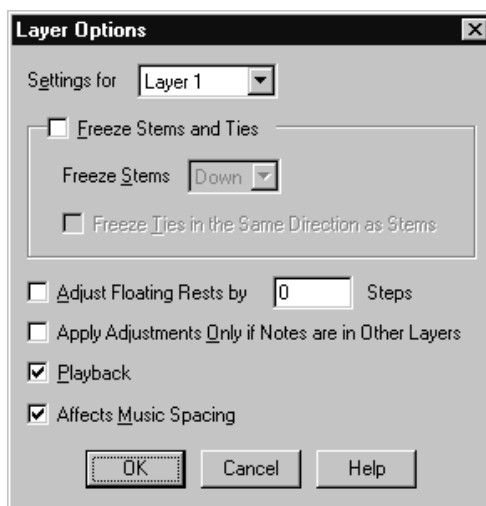 Layer Options
Settings for Layer 1
Freeze Stems and Ties
Freeze Stems Down
Freeze Ties in the Same Direction as Stems
Adjust Floating Rests by 0 Steps
Apply Adjustments Only if Notes are in Other Layers
Playback
Affects Music Spacing
OK Cancel Help